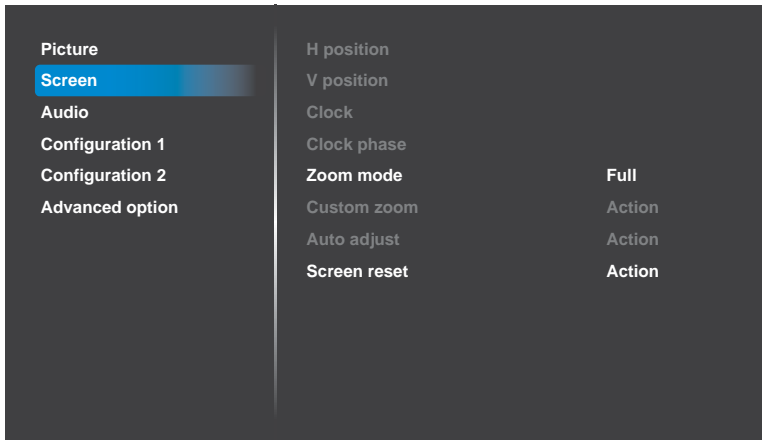 Picture
Screen
Audio
Configuration 1
Configuration 2
Advanced option
H position
V position
Clock
Clock phase
Zoom mode Full
Custom zoom Action
Auto adjust Action
Screen reset Action